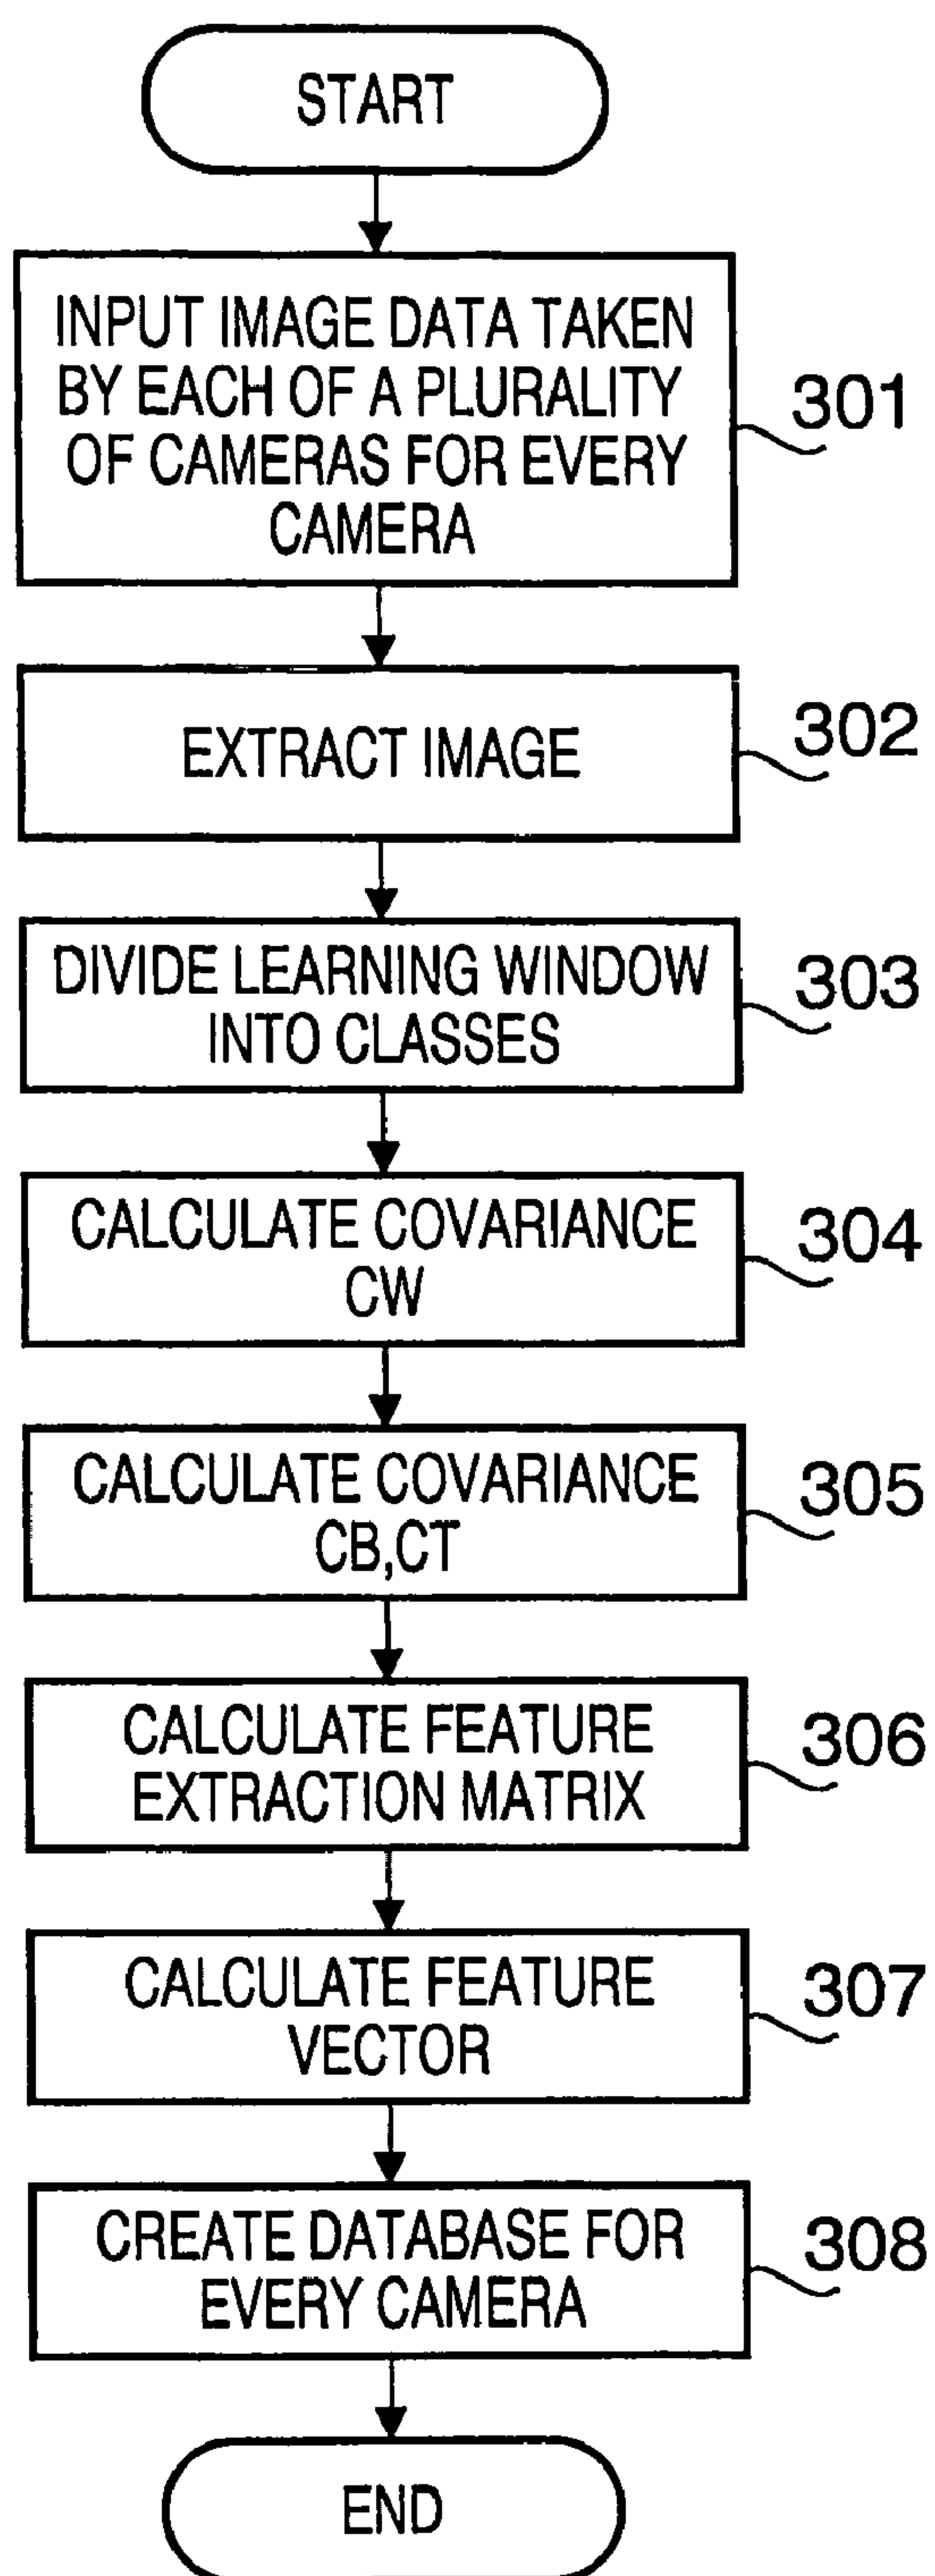 START
INPUT IMAGE DATA TAKEN
BY EACH OF A PLURALITY
OF CAMERAS FOR EVERY
CAMERA
301
EXTRACT IMAGE
302
DIVIDE LEARNING WINDOW
INTO CLASSES
303
CALCULATE COVARIANCE
CW
304
CALCULATE COVARIANCE
CB,CT
305
CALCULATE FEATURE
EXTRACTION MATRIX
306
CALCULATE FEATURE
VECTOR
307
CREATE DATABASE FOR
EVERY CAMERA
308
END